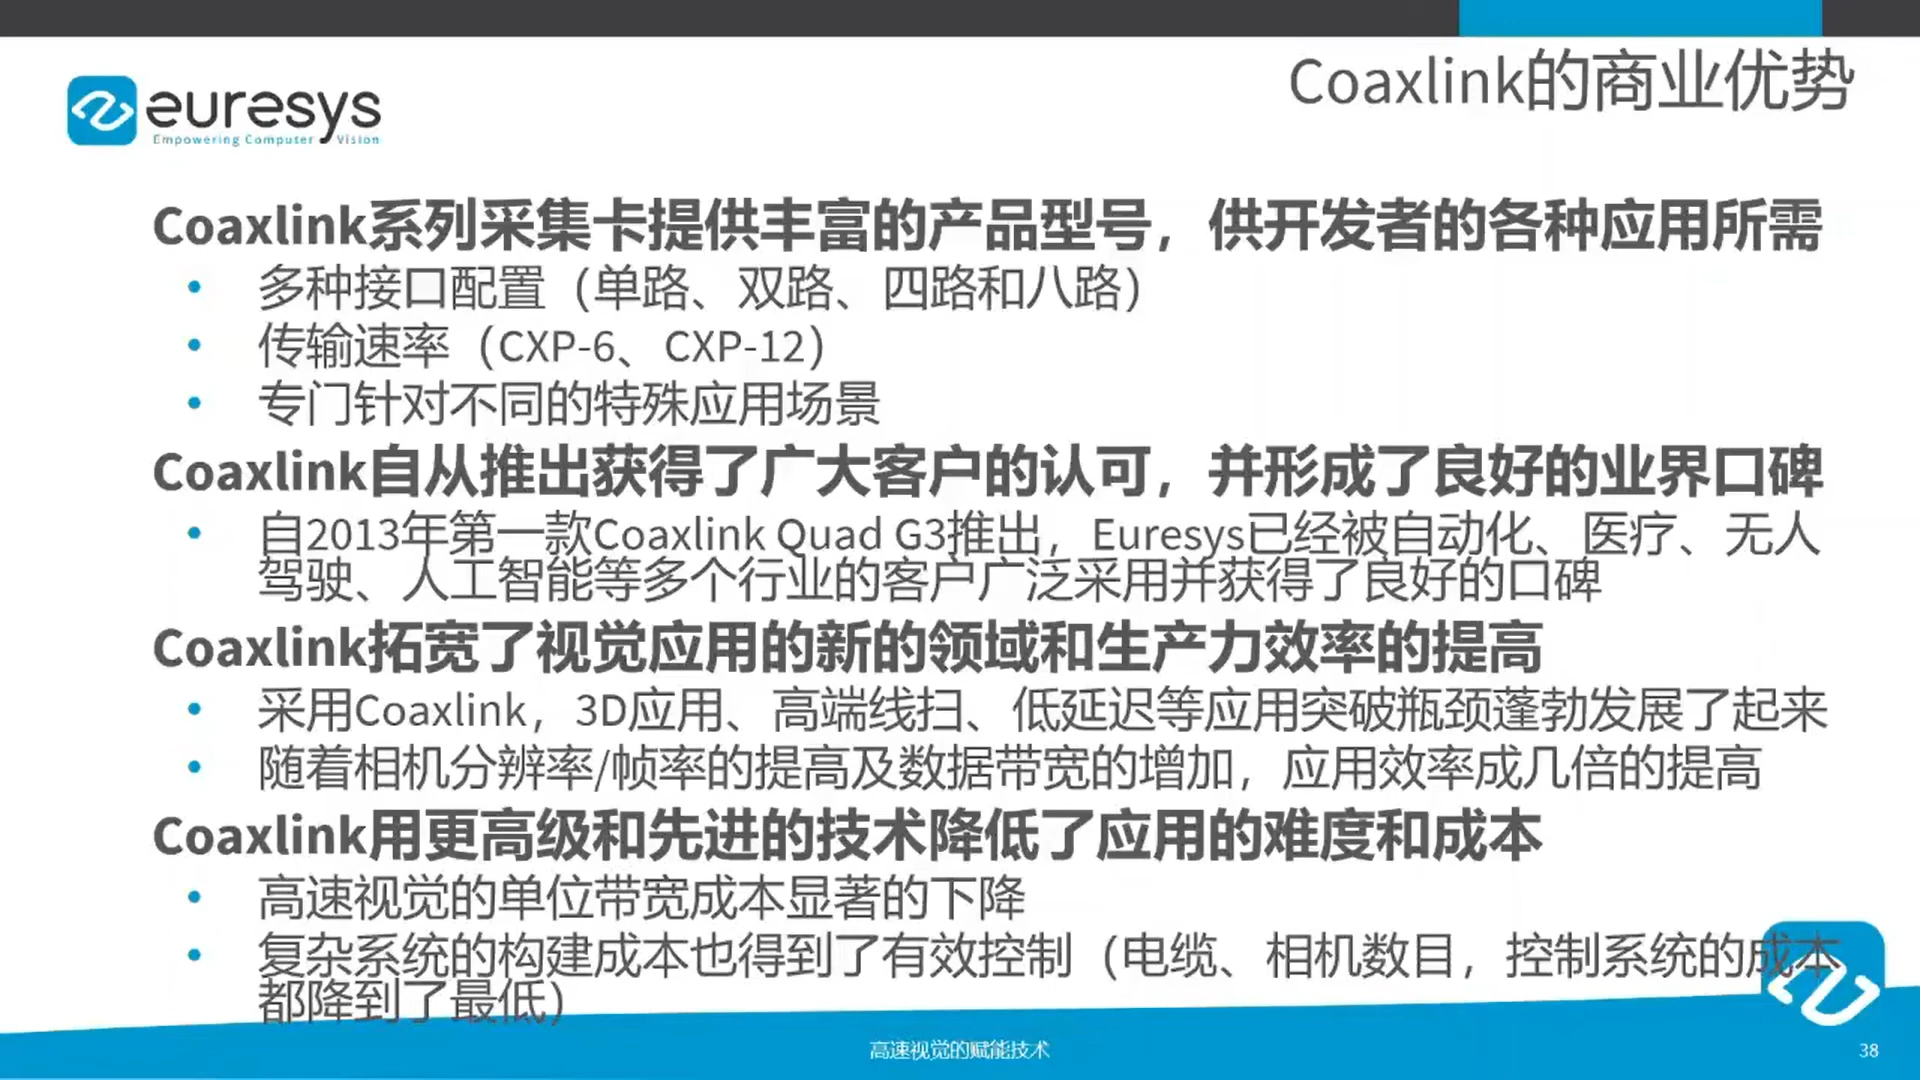 Coaxlink的商业优势
euresys
Empowering Computer Vision
Coaxlink系列采集卡提供丰富的产品型号，供开发者的各种应用所需
• 多种接口配置（单路、双路、四路和八路）
• 传输速率（CXP-6、CXP-12）
• 专门针对不同的特殊应用场景
Coaxlink自从推出获得了广大客户的认可，并形成了良好的业界口碑
• 自2013年第一款Coaxlink Quad G3推出，Euresys已经被自动化、医疗、无人
驾驶、人工智能等多个行业的客户广泛采用并获得了良好的口碑
Coaxlink拓宽了视觉应用的新的领域和生产力效率的提高
• 采用Coaxlink，3D应用、高端线扫、低延迟等应用突破瓶颈蓬勃发展了起来
• 随着相机分辨率/帧率的提高及数据带宽的增加，应用效率成几倍的提高
Coaxlink用更高级和先进的技术降低了应用的难度和成本
• 高速视觉的单位带宽成本显著的下降
• 复杂系统的构建成本也得到了有效控制（电缆、相机数目，控制系统的成本
都降到了最低）
高速视觉的赋能技术
38